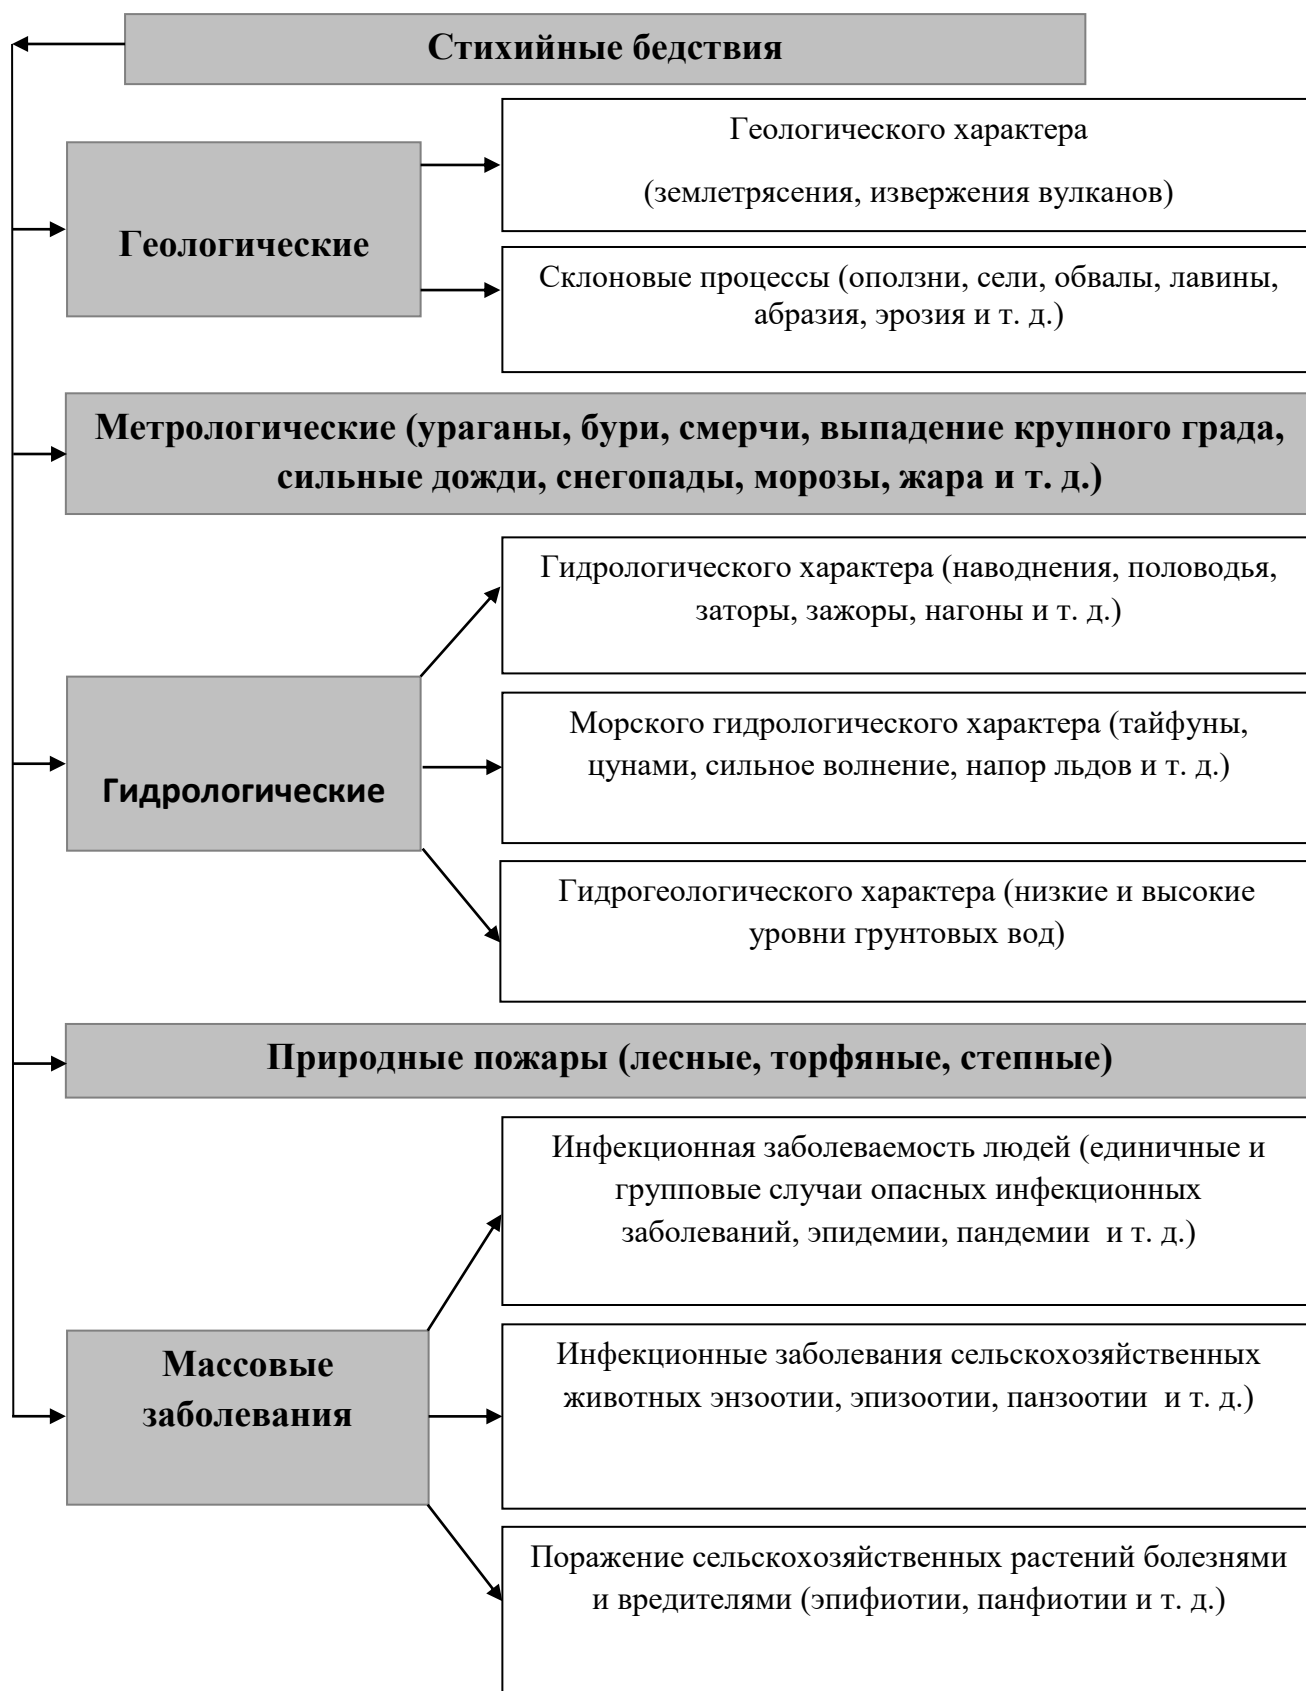 Стихийные бедствия
Геологические
Геологического характера
(землетрясения, извержения вулканов)
Склоновые процессы (оползни, сели, обвалы, лавины,
абразия, эрозия и т. д.)
Метрологические (ураганы, бури, смерчи, выпадение крупного града,
сильные дожди, снегопады, морозы, жара и т. д.)
Гидрологические
Гидрологического характера (наводнения, половодья,
заторы, зажоры, нагоны и т. д.)
Морского гидрологического характера (тайфуны,
цунами, сильное волнение, напор льдов и т. д.)
Гидрогеологического характера (низкие и высокие
уровни грунтовых вод)
Природные пожары (лесные, торфяные, степные)
Массовые
заболевания
Инфекционная заболеваемость людей (единичные и
групповые случаи опасных инфекционных
заболеваний, эпидемии, пандемии и т. д.)
Инфекционные заболевания сельскохозяйственных
животных энзоотии, эпизоотии, панзоотии и т. д.)
Поражение сельскохозяйственных растений болезнями
и вредителями (эпифиотии, панфиотии и т. д.)